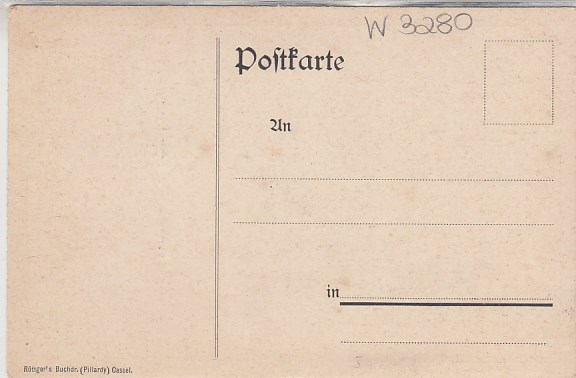 W 3280
Postkarte
An
in
Röttger's Buchdr. (Pillardy) Cassel.